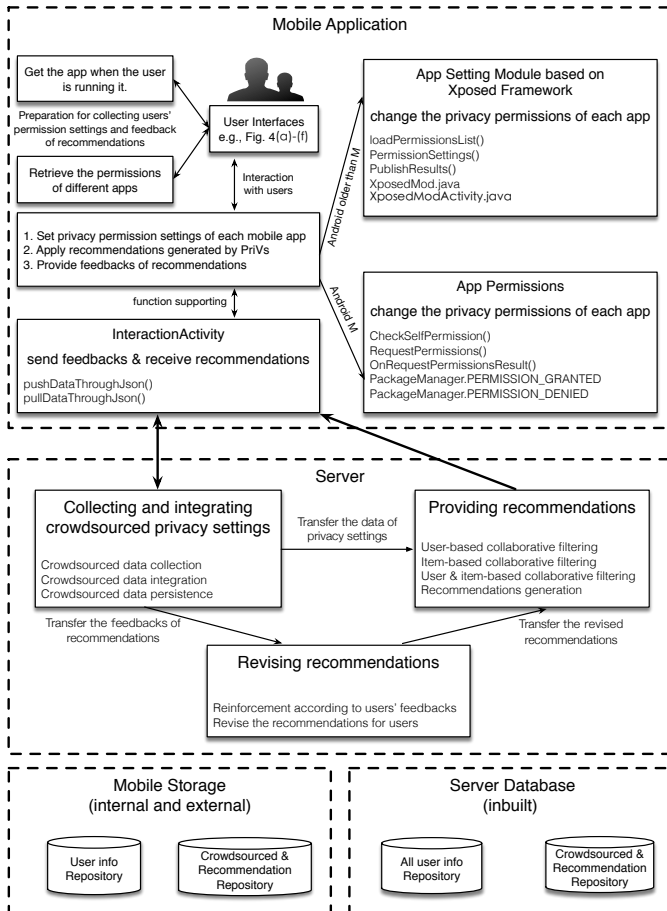 Mobile Application
Get the app when the user
is running it.
Preparation for collecting users'
permission settings and feedback
of recommendations
Retrieve the permissions
of different apps
User Interfaces
e.g., Fig. 4(a)-(f)
Interaction
with users
App Setting Module based on
Xposed Framework
change the privacy permissions of each app
loadPermissionsList()
PermissionSettings()
PublishResults()
XposedMod.java
XposedModActivity.java
Android older than M
1. Set privacy permission settings of each mobile app
2. Apply recommendations generated by PriVs
3. Provide feedbacks of recommendations
Android M
function supporting
App Permissions
change the privacy permissions of each app
CheckSelfPermission()
RequestPermissions()
OnRequestPermissionsResult()
PackageManager.PERMISSION_GRANTED
PackageManager.PERMISSION_DENIED
InteractionActivity
send feedbacks & receive recommendations
pushDataThroughJson()
pullDataThroughJson()
Server
Collecting and integrating
crowdsourced privacy settings
Crowdsourced data collection
Crowdsourced data integration
Crowdsourced data persistence
Transfer the data of
privacy settings
Providing recommendations
User-based collaborative filtering
Item-based collaborative filtering
User & item-based collaborative filtering
Recommendations generation
Transfer the feedbacks of
recommendations
Transfer the revised
recommendations
Revising recommendations
Reinforcement according to users' feedbacks
Revise the recommendations for users
Mobile Storage
(internal and external)
User info
Repository
Crowdsourced &
Recommendation
Repository
Server Database
(inbuilt)
All user info
Repository
Crowdsourced &
Recommendation
Repository